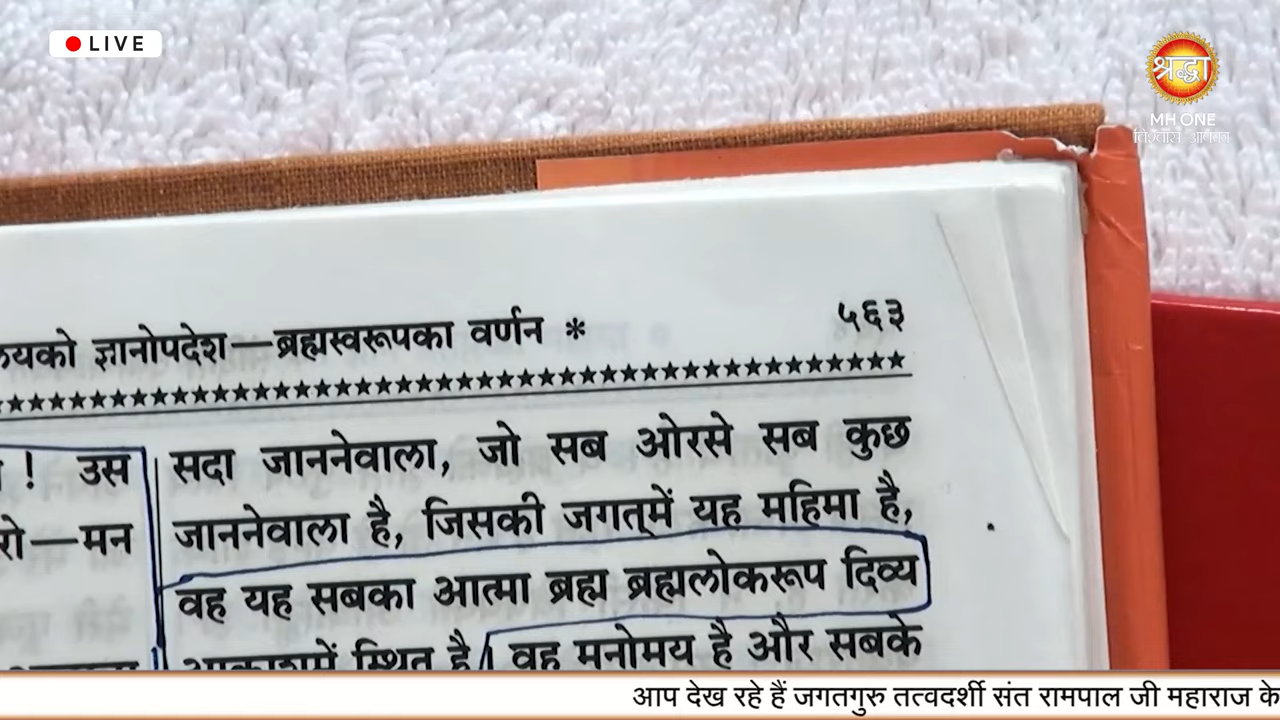 LIVE
श्रद्धा
MH ONE
ज्ञानोपदेश—ब्रह्मस्वरूपका वर्णन *
५६३
! उस
—मन
सदा जाननेवाला, जो सब ओरसे सब कुछ
जाननेवाला है, जिसकी जगत्‌में यह महिमा है,
वह यह सबका आत्मा ब्रह्म ब्रह्मलोकरूप दिव्य
आकाशमें स्थित है। वह मनोमय है और सबके
आप देख रहे हैं जगतगुरु तत्वदर्शी संत रामपाल जी महाराज के